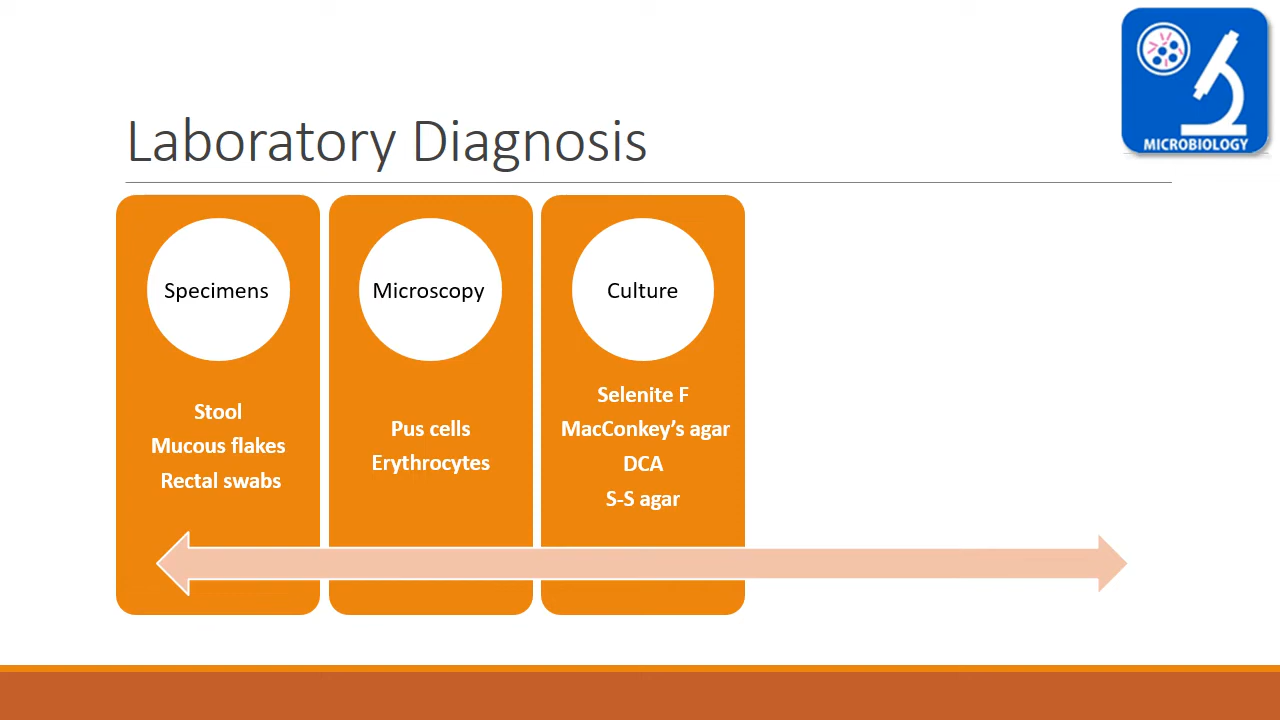 MICROBIOLOGY
Laboratory Diagnosis
Specimens
Stool
Mucous flakes
Rectal swabs
Microscopy
Pus cells
Erythrocytes
Culture
Selenite F
MacConkey’s agar
DCA
S-S agar